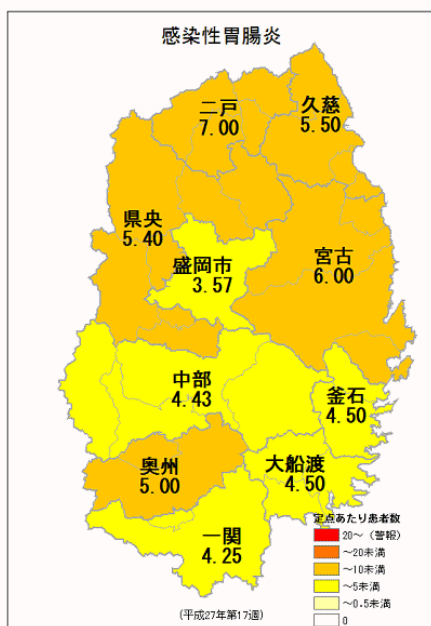 感染性胃腸炎
二戸
7.00
久慈
5.50
県央
5.40
盛岡市
3.57
宮古
6.00
中部
4.43
釜石
4.50
奥州
5.00
大船渡
4.50
一関
4.25
定点あたり患者数
20～（警報）
～20未満
～10未満
～5未満
～0.5未満
0
(平成27年第17週)